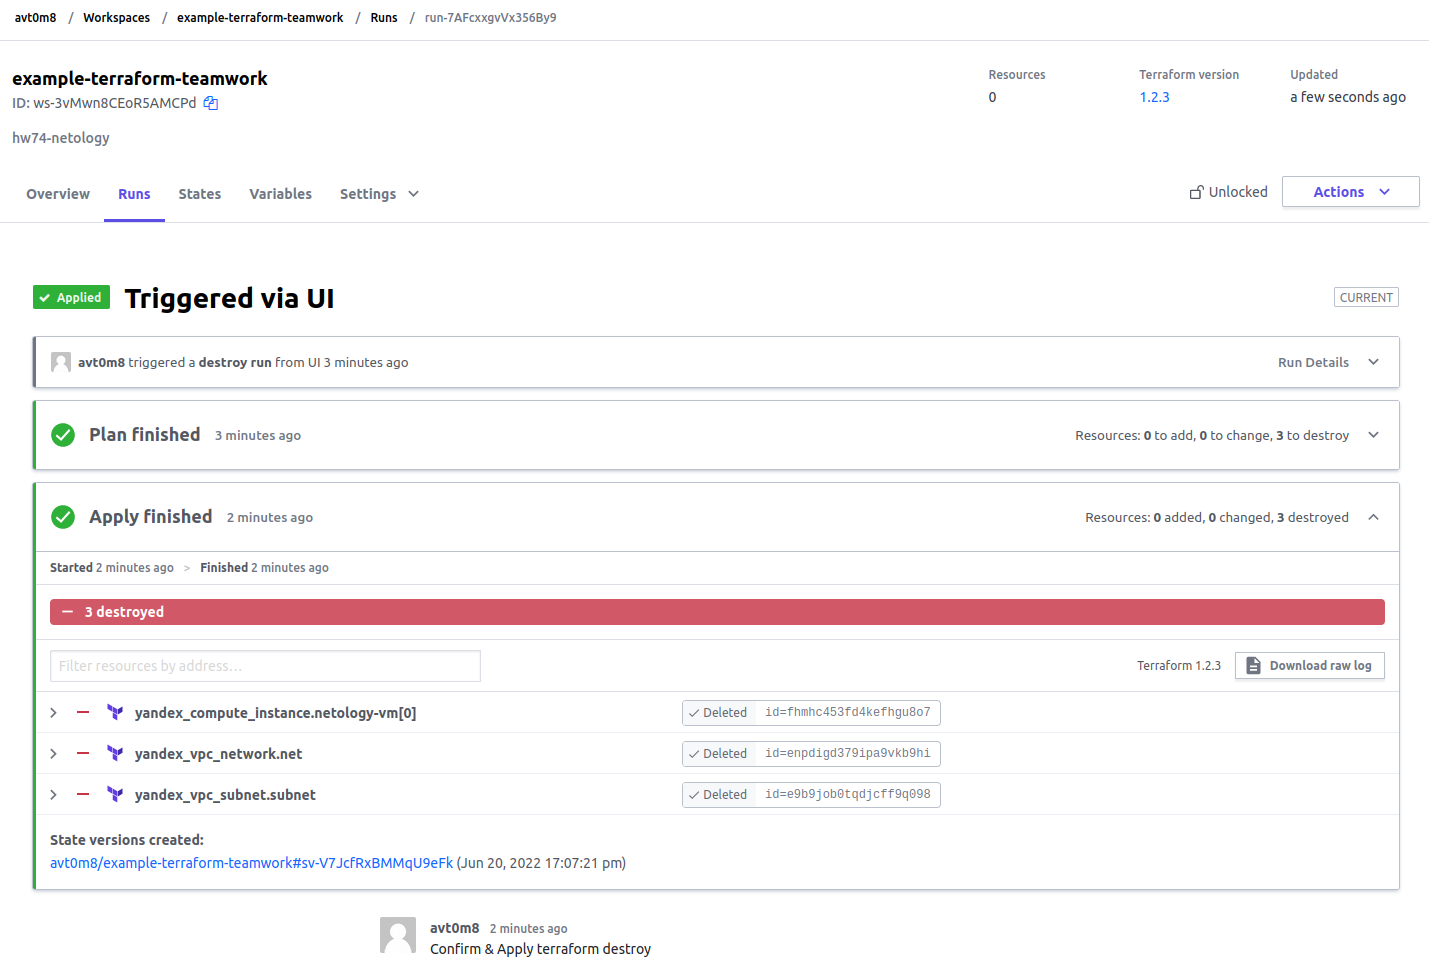 avt0m8 / Workspaces / example-terraform-teamwork / Runs / run-7AFcxxgvVx356By9
example-terraform-teamwork
ID: ws-3vMwn8CEoR5AMCPd
hw74-netology
Resources
0
Terraform version
1.2.3
Updated
a few seconds ago
Overview Runs States Variables Settings
Unlocked
Actions
Applied Triggered via UI
CURRENT
avt0m8 triggered a destroy run from UI 3 minutes ago
Run Details
Plan finished 3 minutes ago
Resources: 0 to add, 0 to change, 3 to destroy
Apply finished 2 minutes ago
Resources: 0 added, 0 changed, 3 destroyed
Started 2 minutes ago > Finished 2 minutes ago
3 destroyed
Filter resources by address...
Terraform 1.2.3
Download raw log
yandex_compute_instance.netology-vm[0] Deleted id=fhmhc453fd4kefhgu8o7
yandex_vpc_network.net Deleted id=enpdigd379ipa9vkb9hi
yandex_vpc_subnet.subnet Deleted id=e9b9job0tqdjcff9q098
State versions created:
avt0m8/example-terraform-teamwork#sv-V7JcfRxBMMqU9eFk (Jun 20, 2022 17:07:21 pm)
avt0m8 2 minutes ago
Confirm & Apply terraform destroy